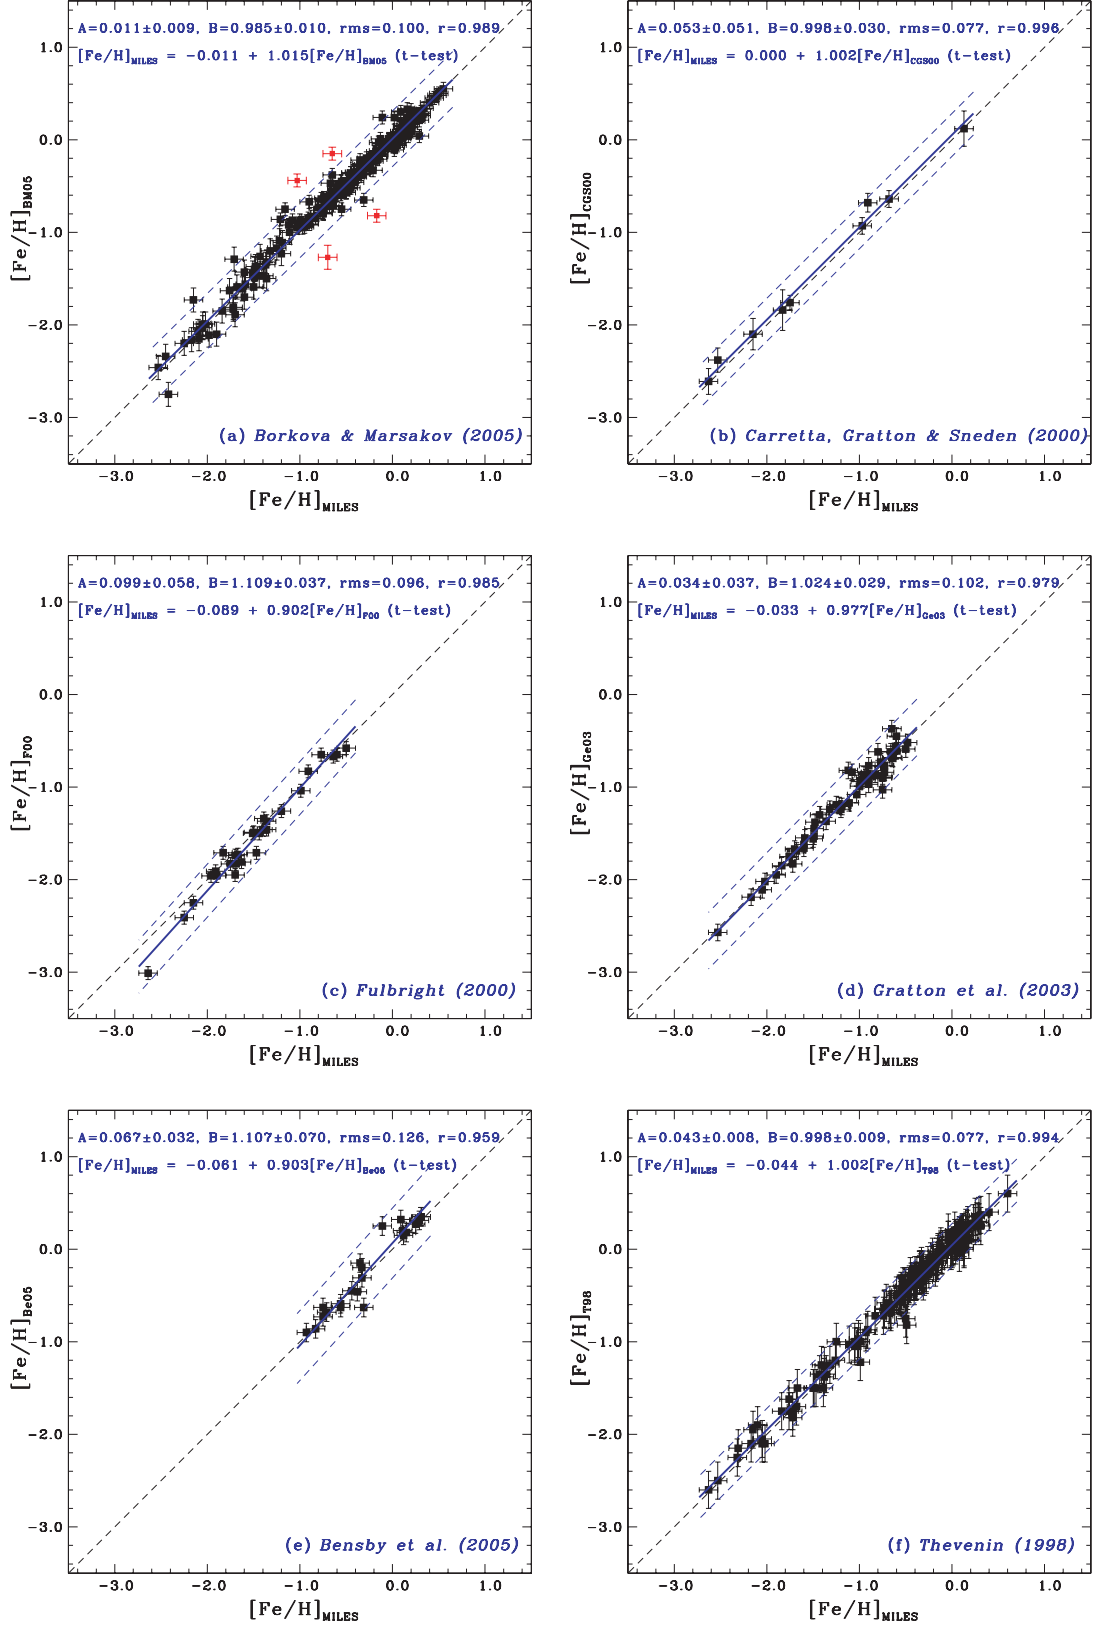 A=0.011±0.009, B=0.985±0.010, rms=0.100, r=0.989
[Fe/H]MILES = −0.011 + 1.015[Fe/H]BM05 (t−test)
1.0
0.0
−1.0
−2.0
−3.0
[Fe/H]BM05
(a) Borkova & Marsakov (2005)
−3.0 −2.0 −1.0 0.0 1.0
[Fe/H]MILES
A=0.053±0.051, B=0.998±0.030, rms=0.077, r=0.996
[Fe/H]MILES = 0.000 + 1.002[Fe/H]CGS00 (t−test)
1.0
0.0
−1.0
−2.0
−3.0
[Fe/H]CGS00
(b) Carretta, Gratton & Sneden (2000)
−3.0 −2.0 −1.0 0.0 1.0
[Fe/H]MILES
A=0.099±0.058, B=1.109±0.037, rms=0.096, r=0.985
[Fe/H]MILES = −0.089 + 0.902[Fe/H]F00 (t−test)
1.0
0.0
−1.0
−2.0
−3.0
[Fe/H]F00
(c) Fulbright (2000)
−3.0 −2.0 −1.0 0.0 1.0
[Fe/H]MILES
A=0.034±0.037, B=1.024±0.029, rms=0.102, r=0.979
[Fe/H]MILES = −0.033 + 0.977[Fe/H]Ge03 (t−test)
1.0
0.0
−1.0
−2.0
−3.0
[Fe/H]Ge03
(d) Gratton et al. (2003)
−3.0 −2.0 −1.0 0.0 1.0
[Fe/H]MILES
A=0.067±0.032, B=1.107±0.070, rms=0.126, r=0.959
[Fe/H]MILES = −0.061 + 0.903[Fe/H]Be05 (t−test)
1.0
0.0
−1.0
−2.0
−3.0
[Fe/H]Be05
(e) Bensby et al. (2005)
−3.0 −2.0 −1.0 0.0 1.0
[Fe/H]MILES
A=0.043±0.008, B=0.998±0.009, rms=0.077, r=0.994
[Fe/H]MILES = −0.044 + 1.002[Fe/H]T98 (t−test)
1.0
0.0
−1.0
−2.0
−3.0
[Fe/H]T98
(f) Thevenin (1998)
−3.0 −2.0 −1.0 0.0 1.0
[Fe/H]MILES